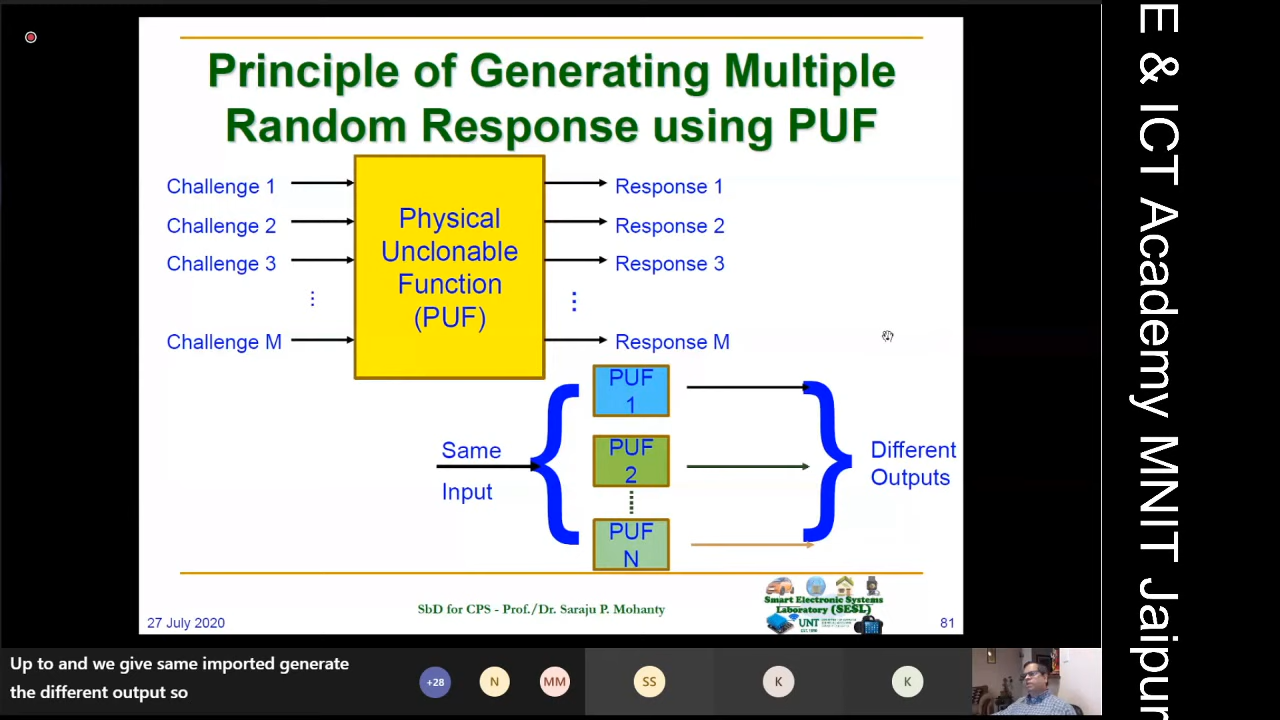 Principle of Generating Multiple
Random Response using PUF
Challenge 1
Challenge 2
Challenge 3
Challenge M
Physical
Unclonable
Function
(PUF)
Response 1
Response 2
Response 3
Response M
Same
Input
PUF
1
PUF
2
PUF
N
Different
Outputs
27 July 2020
SbD for CPS - Prof./Dr. Saraju P. Mohanty
Smart Electronic Systems
Laboratory (SESL)
UNT
81
Up to and we give same imported generate
the different output so
+28
N
MM
SS
K
K
E & ICT Academy MNIT Jaipur